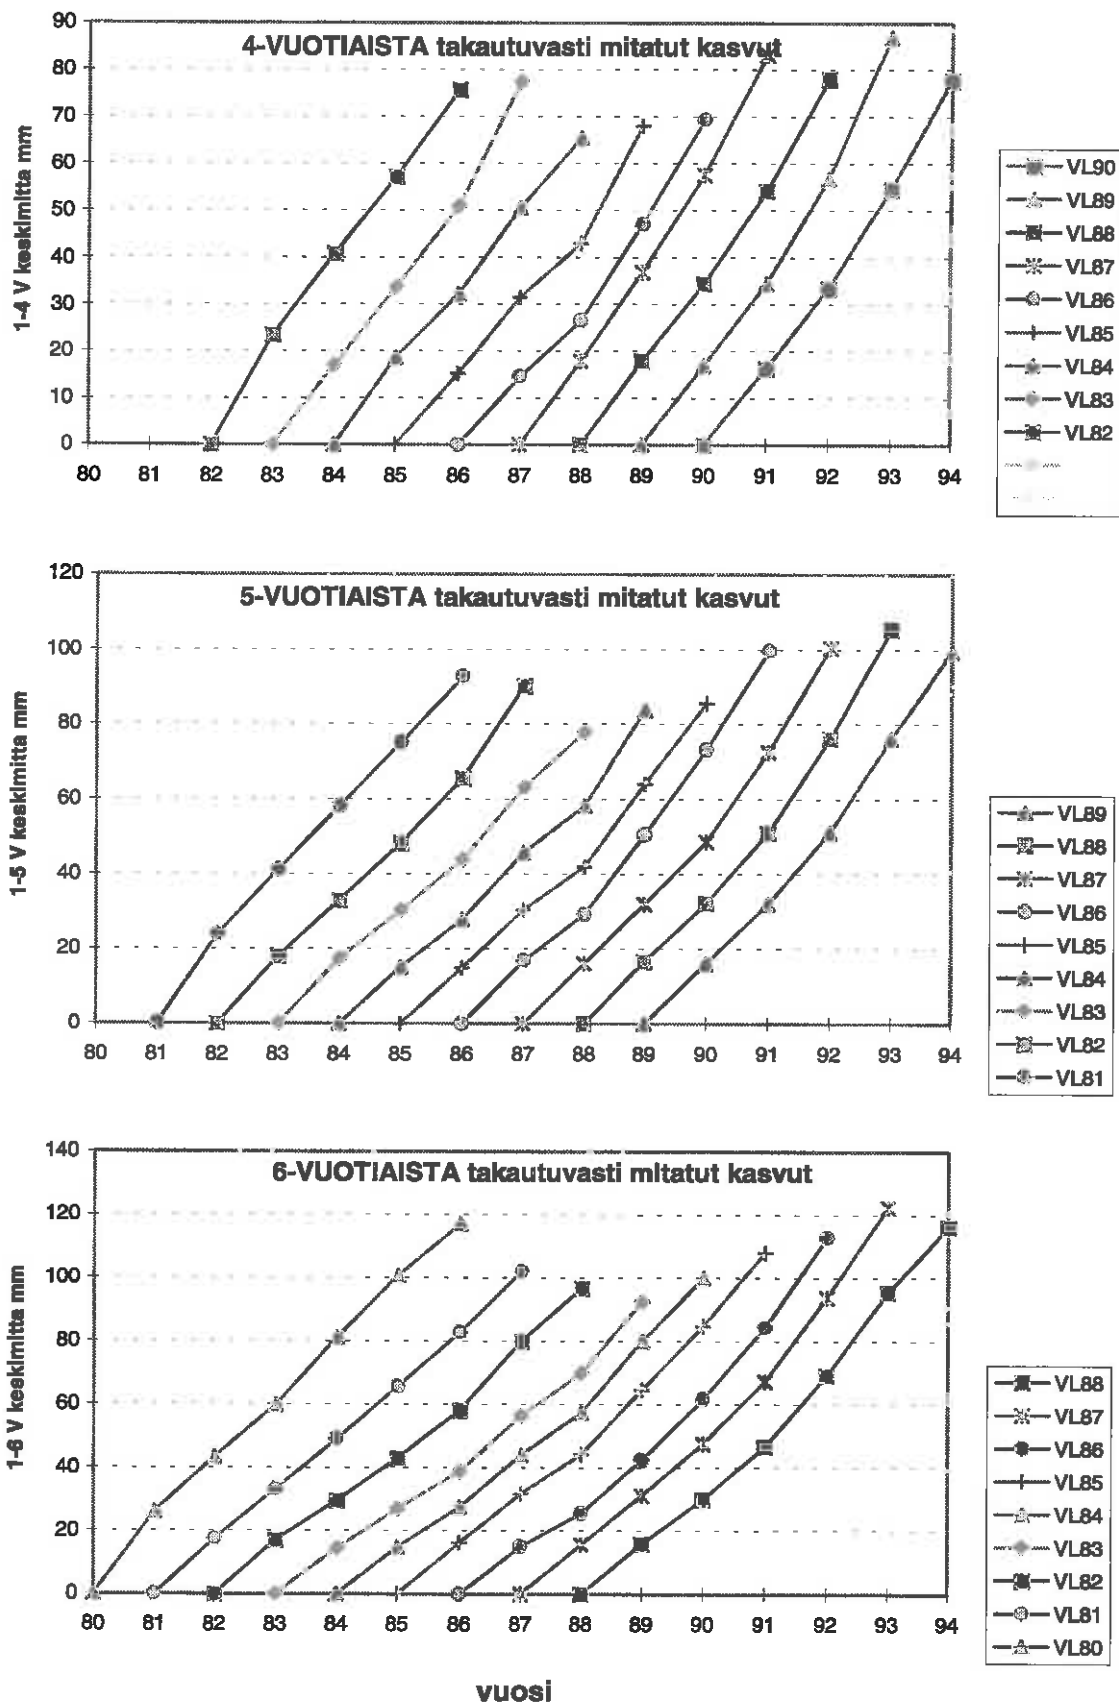 4-VUOTIAISTA takautuvasti mitatut kasvut
1-4 V keskimitta mm
90
80
70
60
50
40
30
20
10
0
80 81 82 83 84 85 86 87 88 89 90 91 92 93 94
VL90
VL89
VL88
VL87
VL86
VL85
VL84
VL83
VL82
5-VUOTIAISTA takautuvasti mitatut kasvut
1-5 V keskimitta mm
120
100
80
60
40
20
0
80 81 82 83 84 85 86 87 88 89 90 91 92 93 94
VL89
VL88
VL87
VL86
VL85
VL84
VL83
VL82
VL81
6-VUOTIAISTA takautuvasti mitatut kasvut
1-6 V keskimitta mm
140
120
100
80
60
40
20
0
80 81 82 83 84 85 86 87 88 89 90 91 92 93 94
VL88
VL87
VL86
VL85
VL84
VL83
VL82
VL81
VL80
vuosi